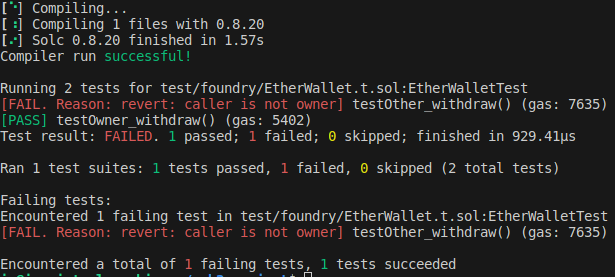 [⠊] Compiling...
[⠢] Compiling 1 files with 0.8.20
[⠔] Solc 0.8.20 finished in 1.57s
Compiler run successful!
Running 2 tests for test/foundry/EtherWallet.t.sol:EtherWalletTest
[FAIL. Reason: revert: caller is not owner] testOther_withdraw() (gas: 7635)
[PASS] testOwner_withdraw() (gas: 5402)
Test result: FAILED. 1 passed; 1 failed; 0 skipped; finished in 929.41µs
Ran 1 test suites: 1 tests passed, 1 failed, 0 skipped (2 total tests)
Failing tests:
Encountered 1 failing test in test/foundry/EtherWallet.t.sol:EtherWalletTest
[FAIL. Reason: revert: caller is not owner] testOther_withdraw() (gas: 7635)
Encountered a total of 1 failing tests, 1 tests succeeded